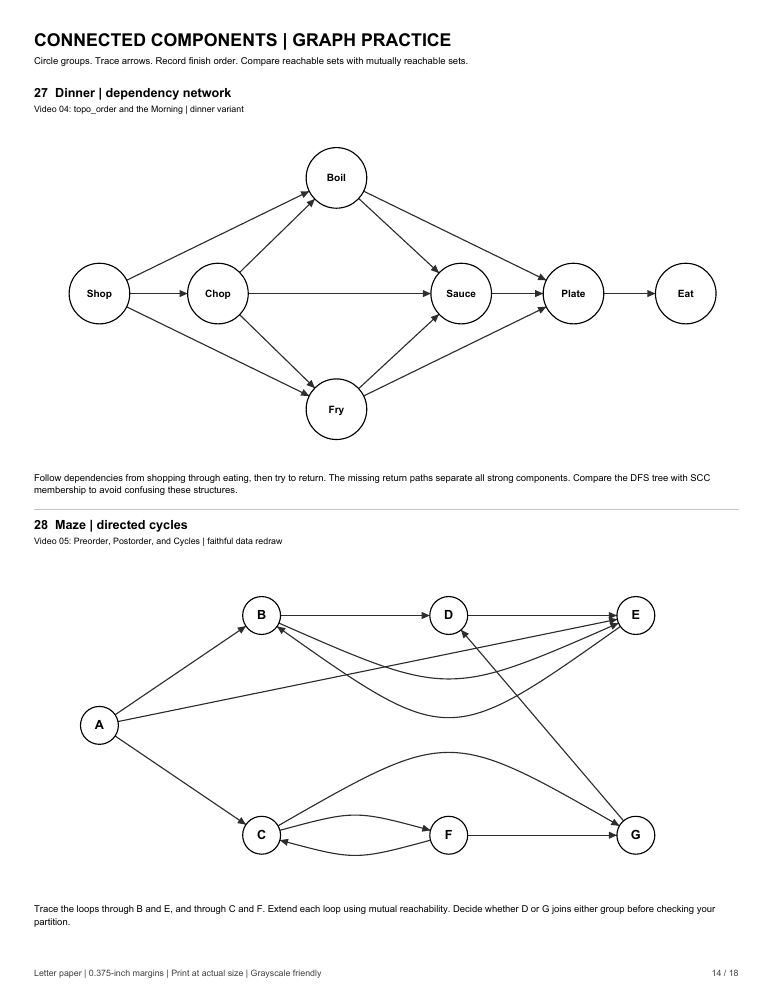 CONNECTED COMPONENTS | GRAPH PRACTICE
Circle groups. Trace arrows. Record finish order. Compare reachable sets with mutually reachable sets.
27 Dinner | dependency network
Video 04: topo_order and the Morning | dinner variant
Boil
Shop
Chop
Sauce
Plate
Eat
Fry
Follow dependencies from shopping through eating, then try to return. The missing return paths separate all strong components. Compare the DFS tree with SCC
membership to avoid confusing these structures.
28 Maze | directed cycles
Video 05: Preorder, Postorder, and Cycles | faithful data redraw
B
D
E
A
C
F
G
Trace the loops through B and E, and through C and F. Extend each loop using mutual reachability. Decide whether D or G joins either group before checking your
partition.
Letter paper | 0.375-inch margins | Print at actual size | Grayscale friendly
14 / 18